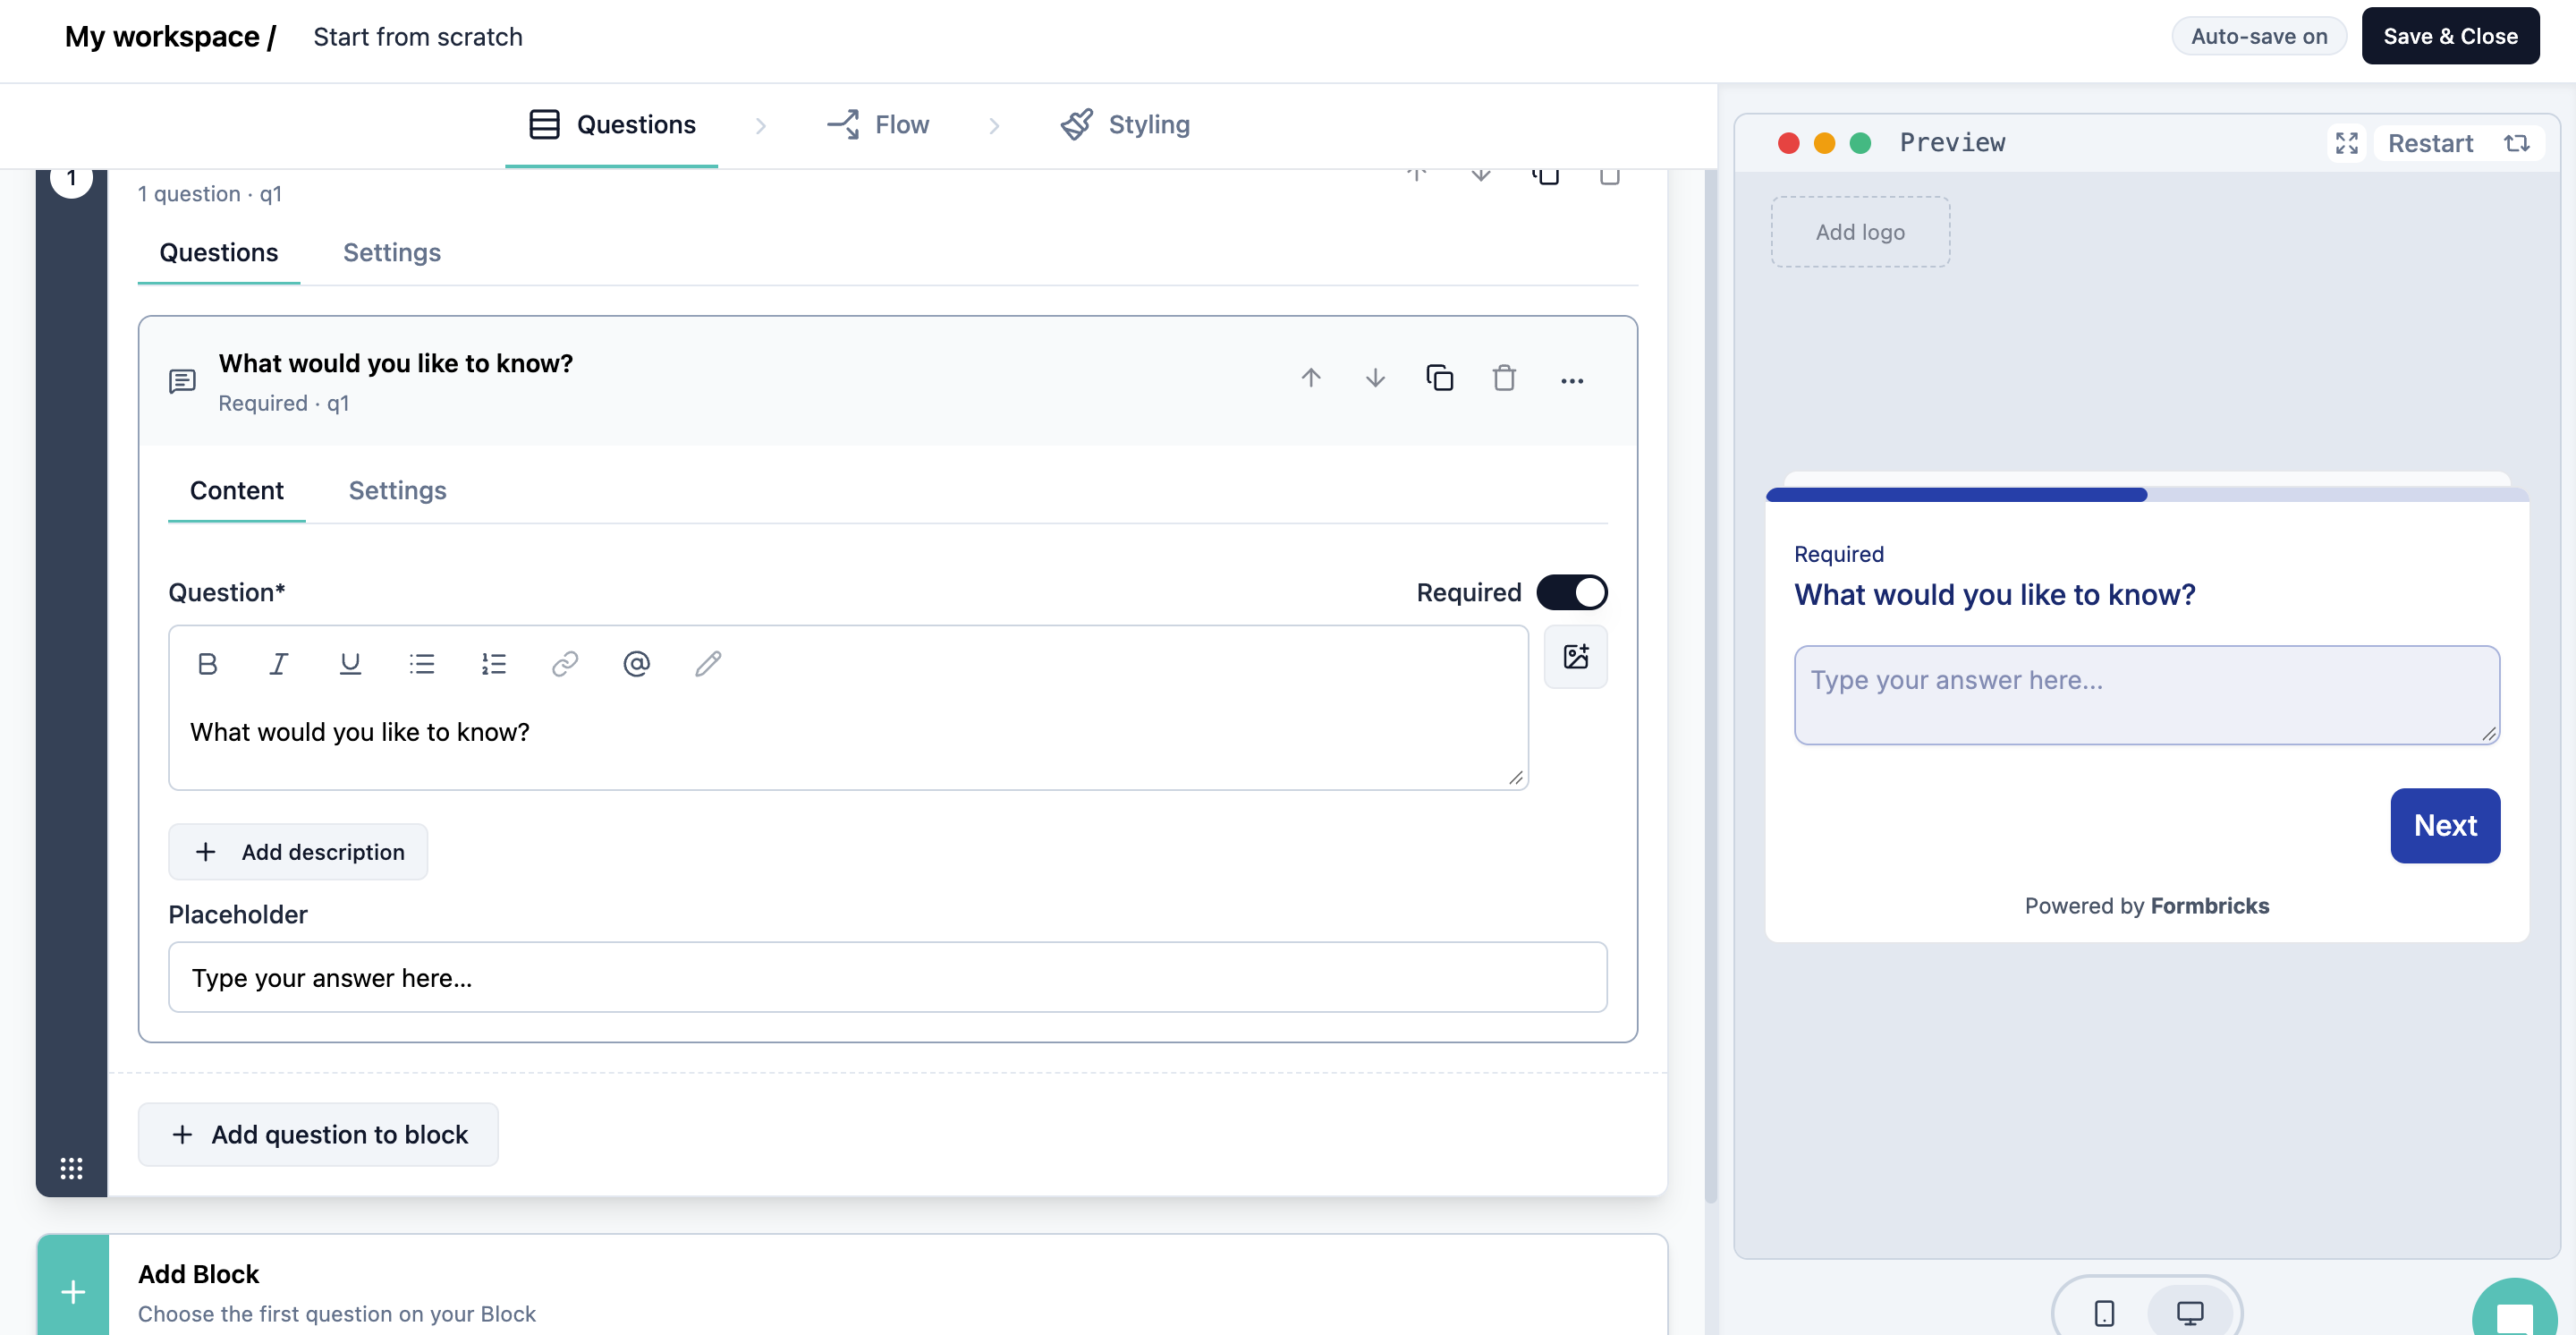 My workspace / Start from scratch
Auto-save on
Save & Close
Questions
Flow
Styling
1
1 question · q1
Questions
Settings
What would you like to know?
Required · q1
Content
Settings
Question*
Required
What would you like to know?
+ Add description
Placeholder
Type your answer here...
+ Add question to block
+
Add Block
Choose the first question on your Block
Preview
Restart
Add logo
Required
What would you like to know?
Type your answer here...
Next
Powered by Formbricks